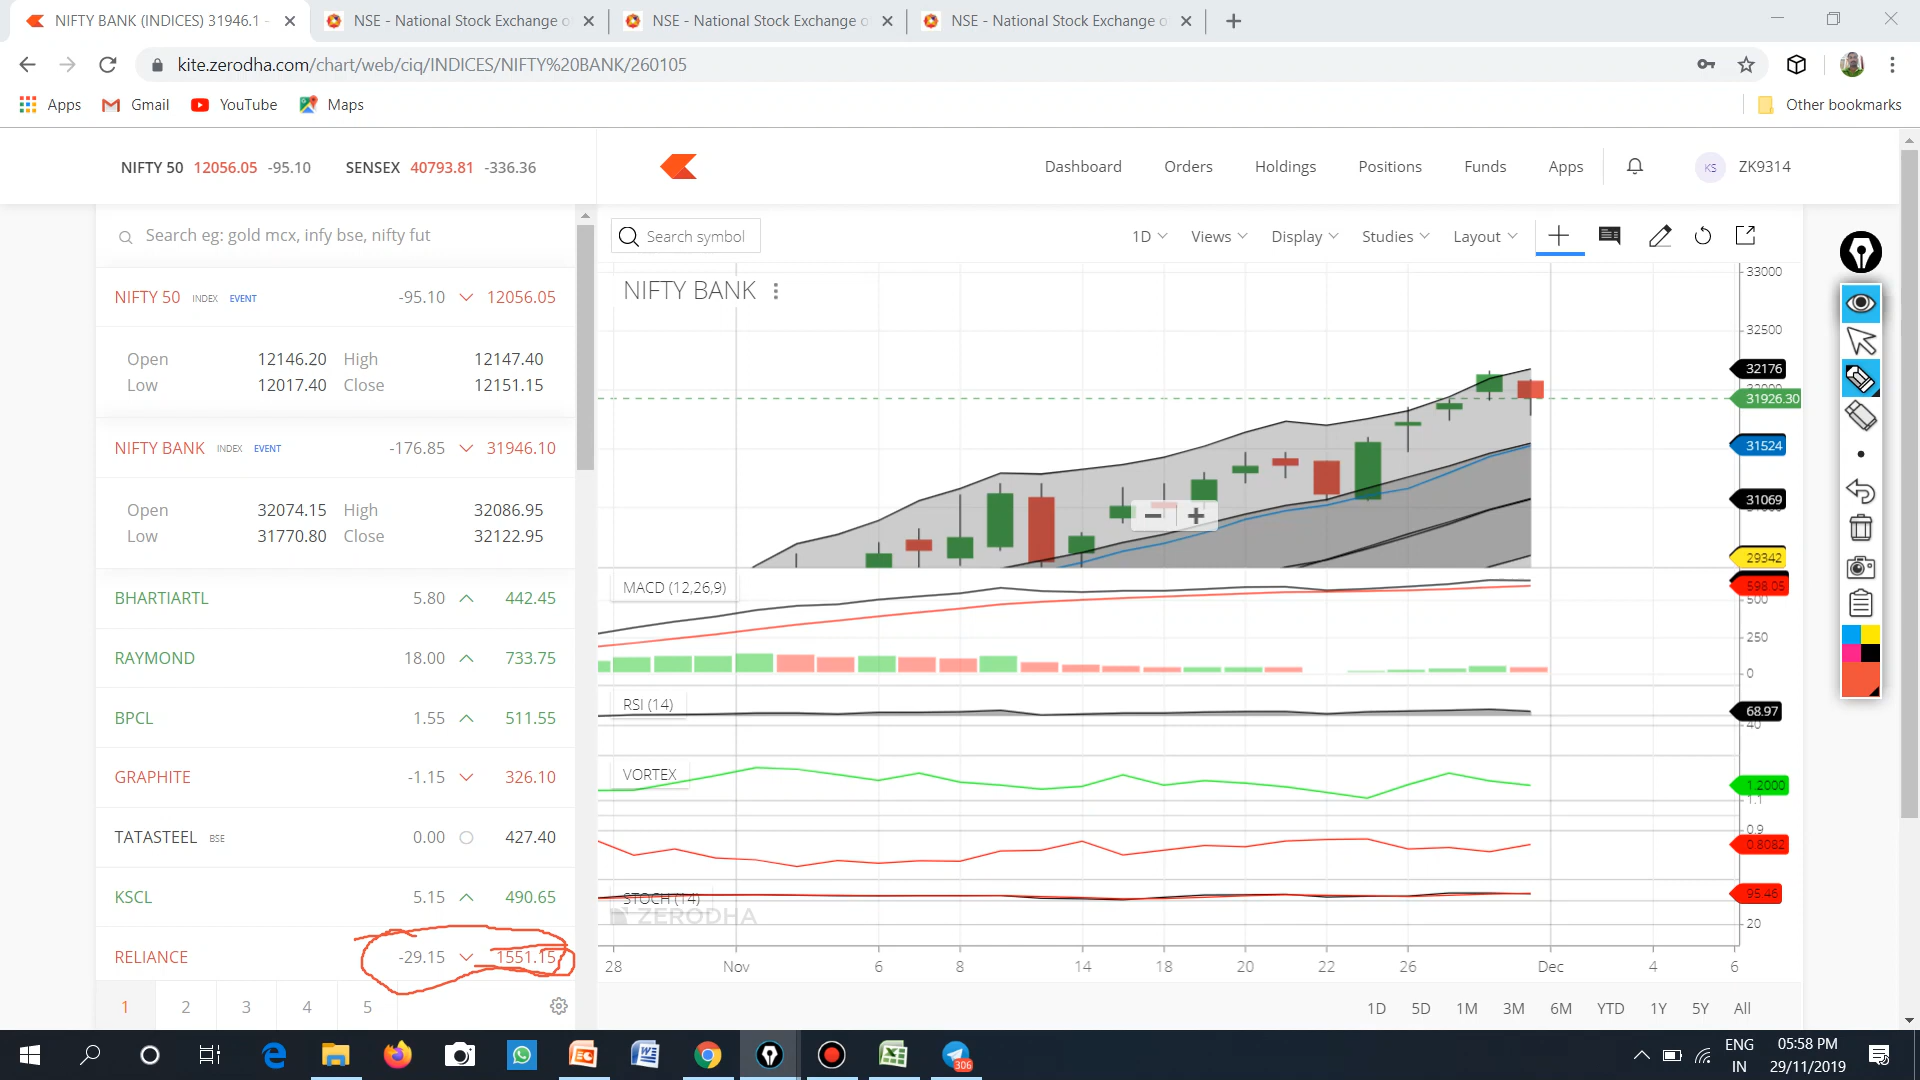 NIFTY BANK (INDICES) 31946.1 -
NSE - National Stock Exchange o
NSE - National Stock Exchange o
NSE - National Stock Exchange o
kite.zerodha.com/chart/web/ciq/INDICES/NIFTY%20BANK/260105
Apps Gmail YouTube Maps Other bookmarks
NIFTY 50 12056.05 -95.10 SENSEX 40793.81 -336.36
Dashboard Orders Holdings Positions Funds Apps KS ZK9314
Search eg: gold mcx, infy bse, nifty fut
NIFTY 50 INDEX EVENT -95.10 12056.05
Open 12146.20 High 12147.40
Low 12017.40 Close 12151.15
NIFTY BANK INDEX EVENT -176.85 31946.10
Open 32074.15 High 32086.95
Low 31770.80 Close 32122.95
BHARTIARTL 5.80 442.45
RAYMOND 18.00 733.75
BPCL 1.55 511.55
GRAPHITE -1.15 326.10
TATASTEEL BSE 0.00 427.40
KSCL 5.15 490.65
RELIANCE -29.15 1551.15
1 2 3 4 5
Search symbol 1D Views Display Studies Layout
NIFTY BANK
33000
32500
32176
31926.30
31524
31069
29342
MACD (12,26,9)
598.05
500
250
0
RSI (14)
68.97
40
VORTEX
1.2000
1.1
0.9
0.8082
STOCH (14)
95.46
ZERODHA
20
28 Nov 6 8 14 18 20 22 26 Dec 4 6
1D 5D 1M 3M 6M YTD 1Y 5Y All
306
ENG
IN
05:58 PM
29/11/2019